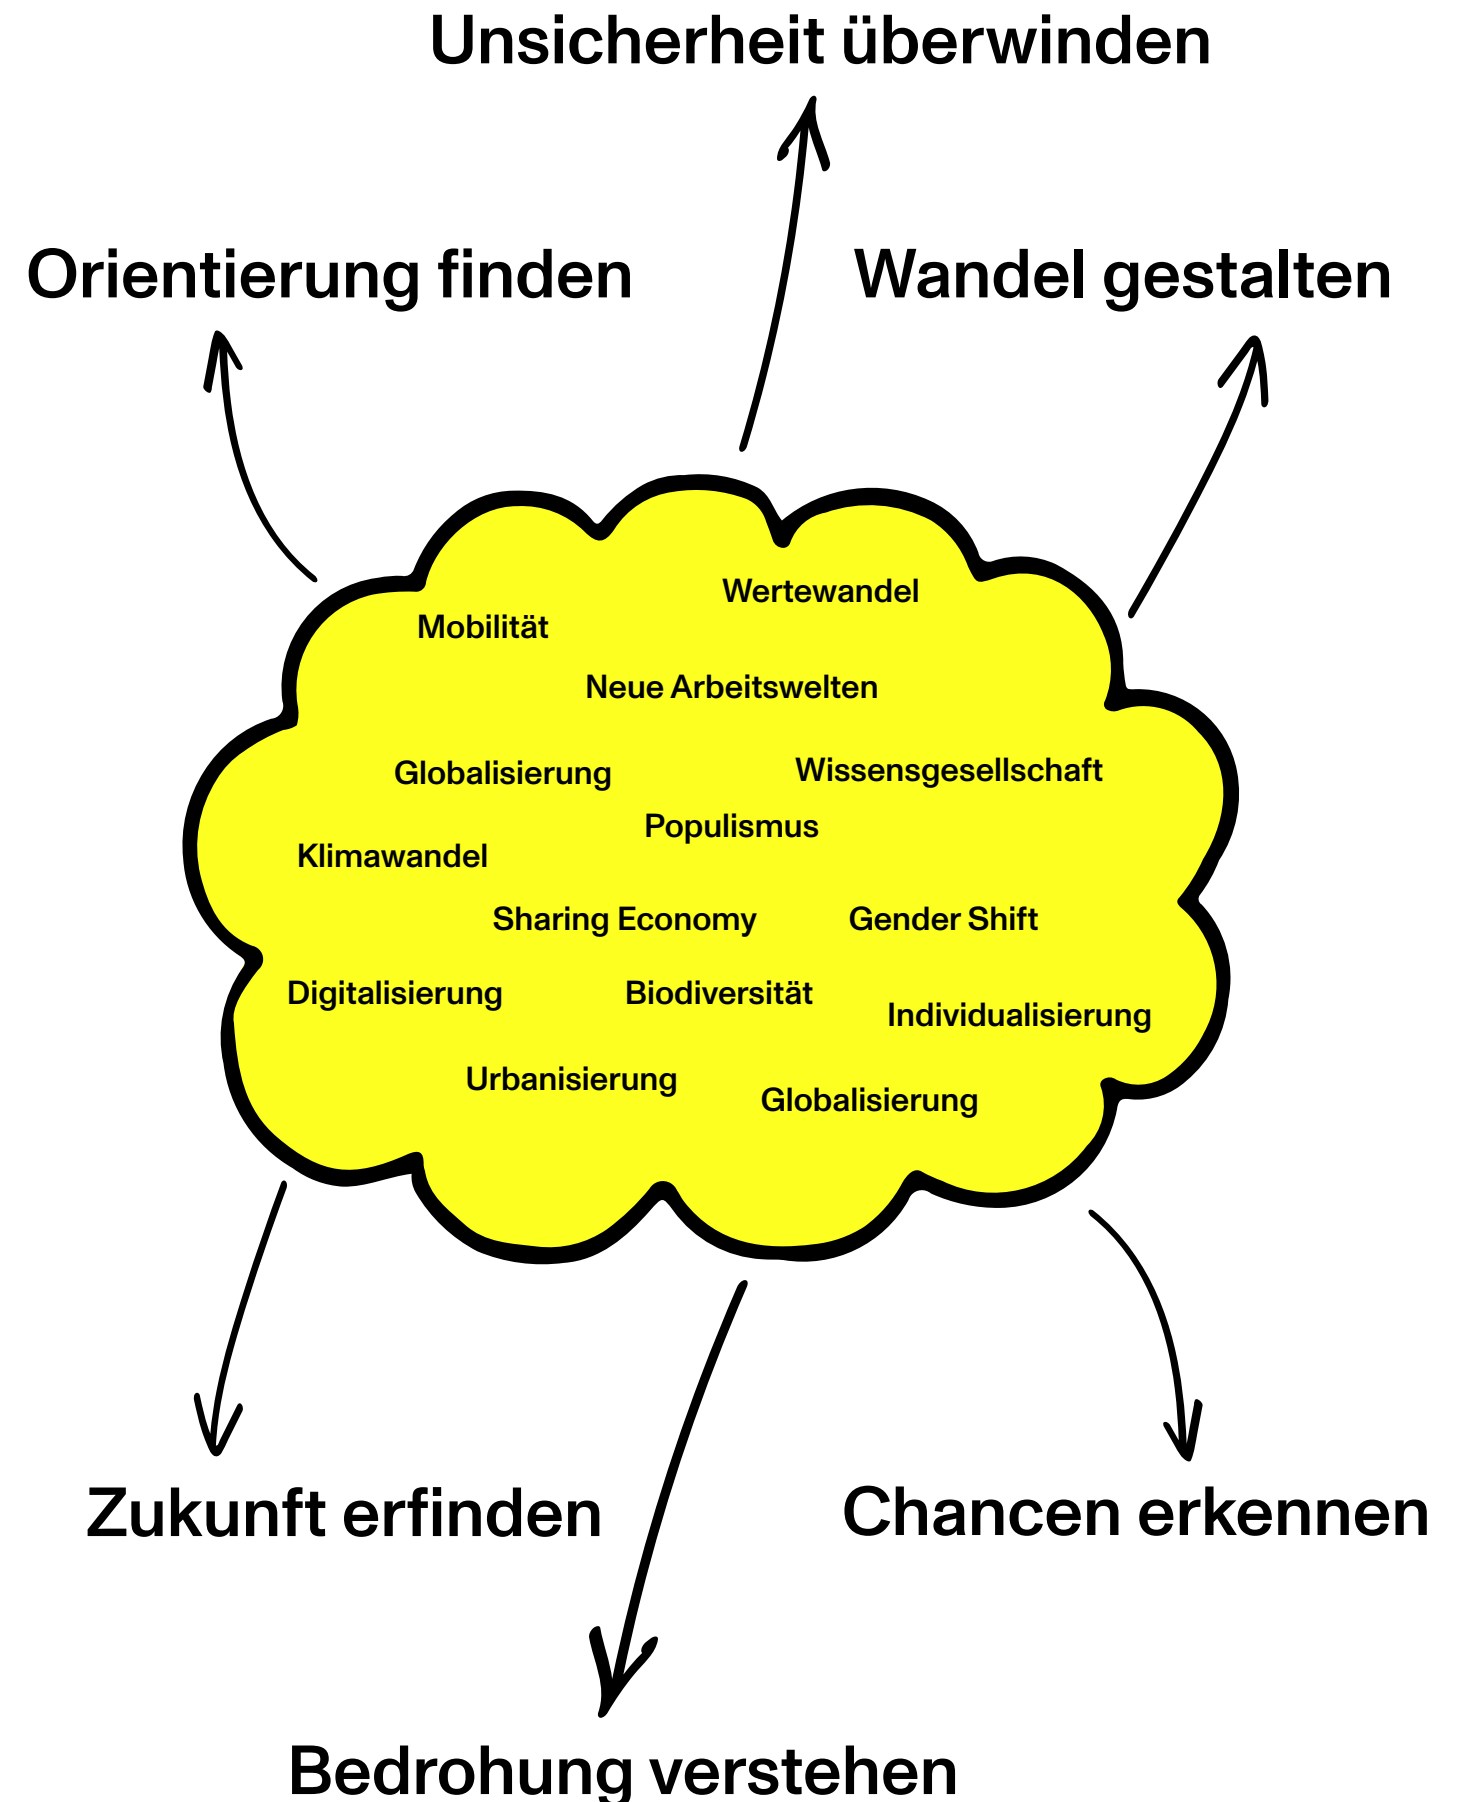 Unsicherheit überwinden
Orientierung finden
Wandel gestalten
Wertewandel
Mobilität
Neue Arbeitswelten
Globalisierung
Wissensgesellschaft
Populismus
Klimawandel
Sharing Economy
Gender Shift
Digitalisierung
Biodiversität
Individualisierung
Urbanisierung
Globalisierung
Zukunft erfinden
Chancen erkennen
Bedrohung verstehen